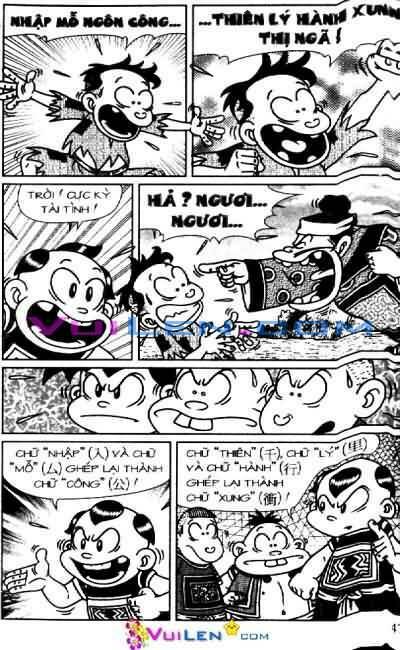 NHẬP MỖ NGÔN CÔNG...
...THIÊN LÝ HÀNH XUNG
THỊ NGÃ!
TRỜI! CỰC KỲ
TÀI TÌNH!
HẢ? NGƯƠI...
NGƯƠI...
VUILEN.COM
CHỮ "NHẬP" (入) VÀ CHỮ
"MỖ" (厶) GHÉP LẠI THÀNH
CHỮ "CÔNG" (公)!
CHỮ "THIÊN" (千), CHỮ "LÝ" (里)
VÀ CHỮ "HÀNH" (行)
GHÉP LẠI THÀNH
CHỮ "XUNG" (衝)!
VUILEN.COM